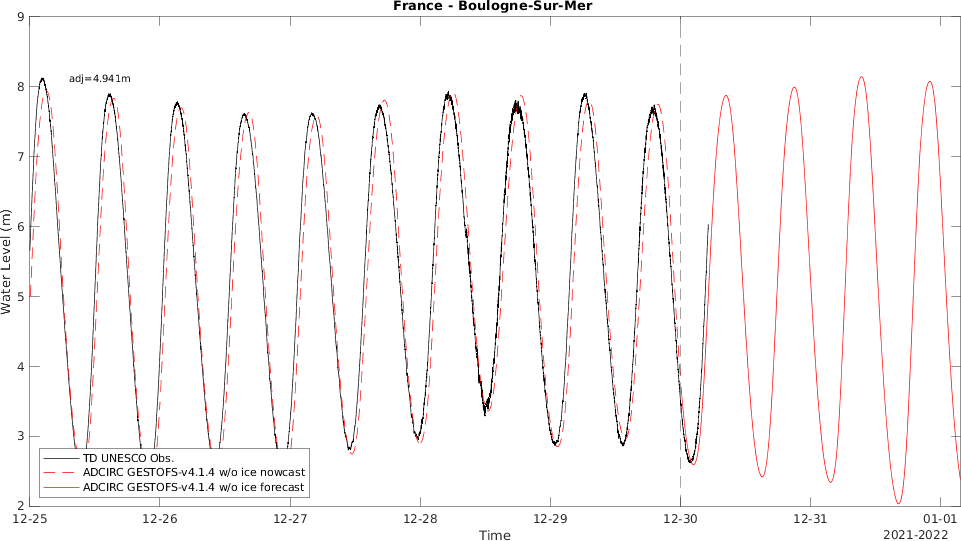 France - Boulogne-Sur-Mer
adj=4.941m
Water Level (m)
9
8
7
6
5
4
3
2
TD UNESCO Obs.
ADCIRC GESTOFS-v4.1.4 w/o ice nowcast
ADCIRC GESTOFS-v4.1.4 w/o ice forecast
12-25 12-26 12-27 12-28 12-29 12-30 12-31 01-01
Time
2021-2022